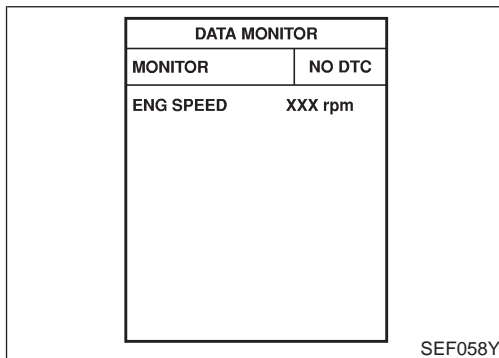 DATA MONITOR
MONITOR NO DTC
ENG SPEED XXX rpm
SEF058Y